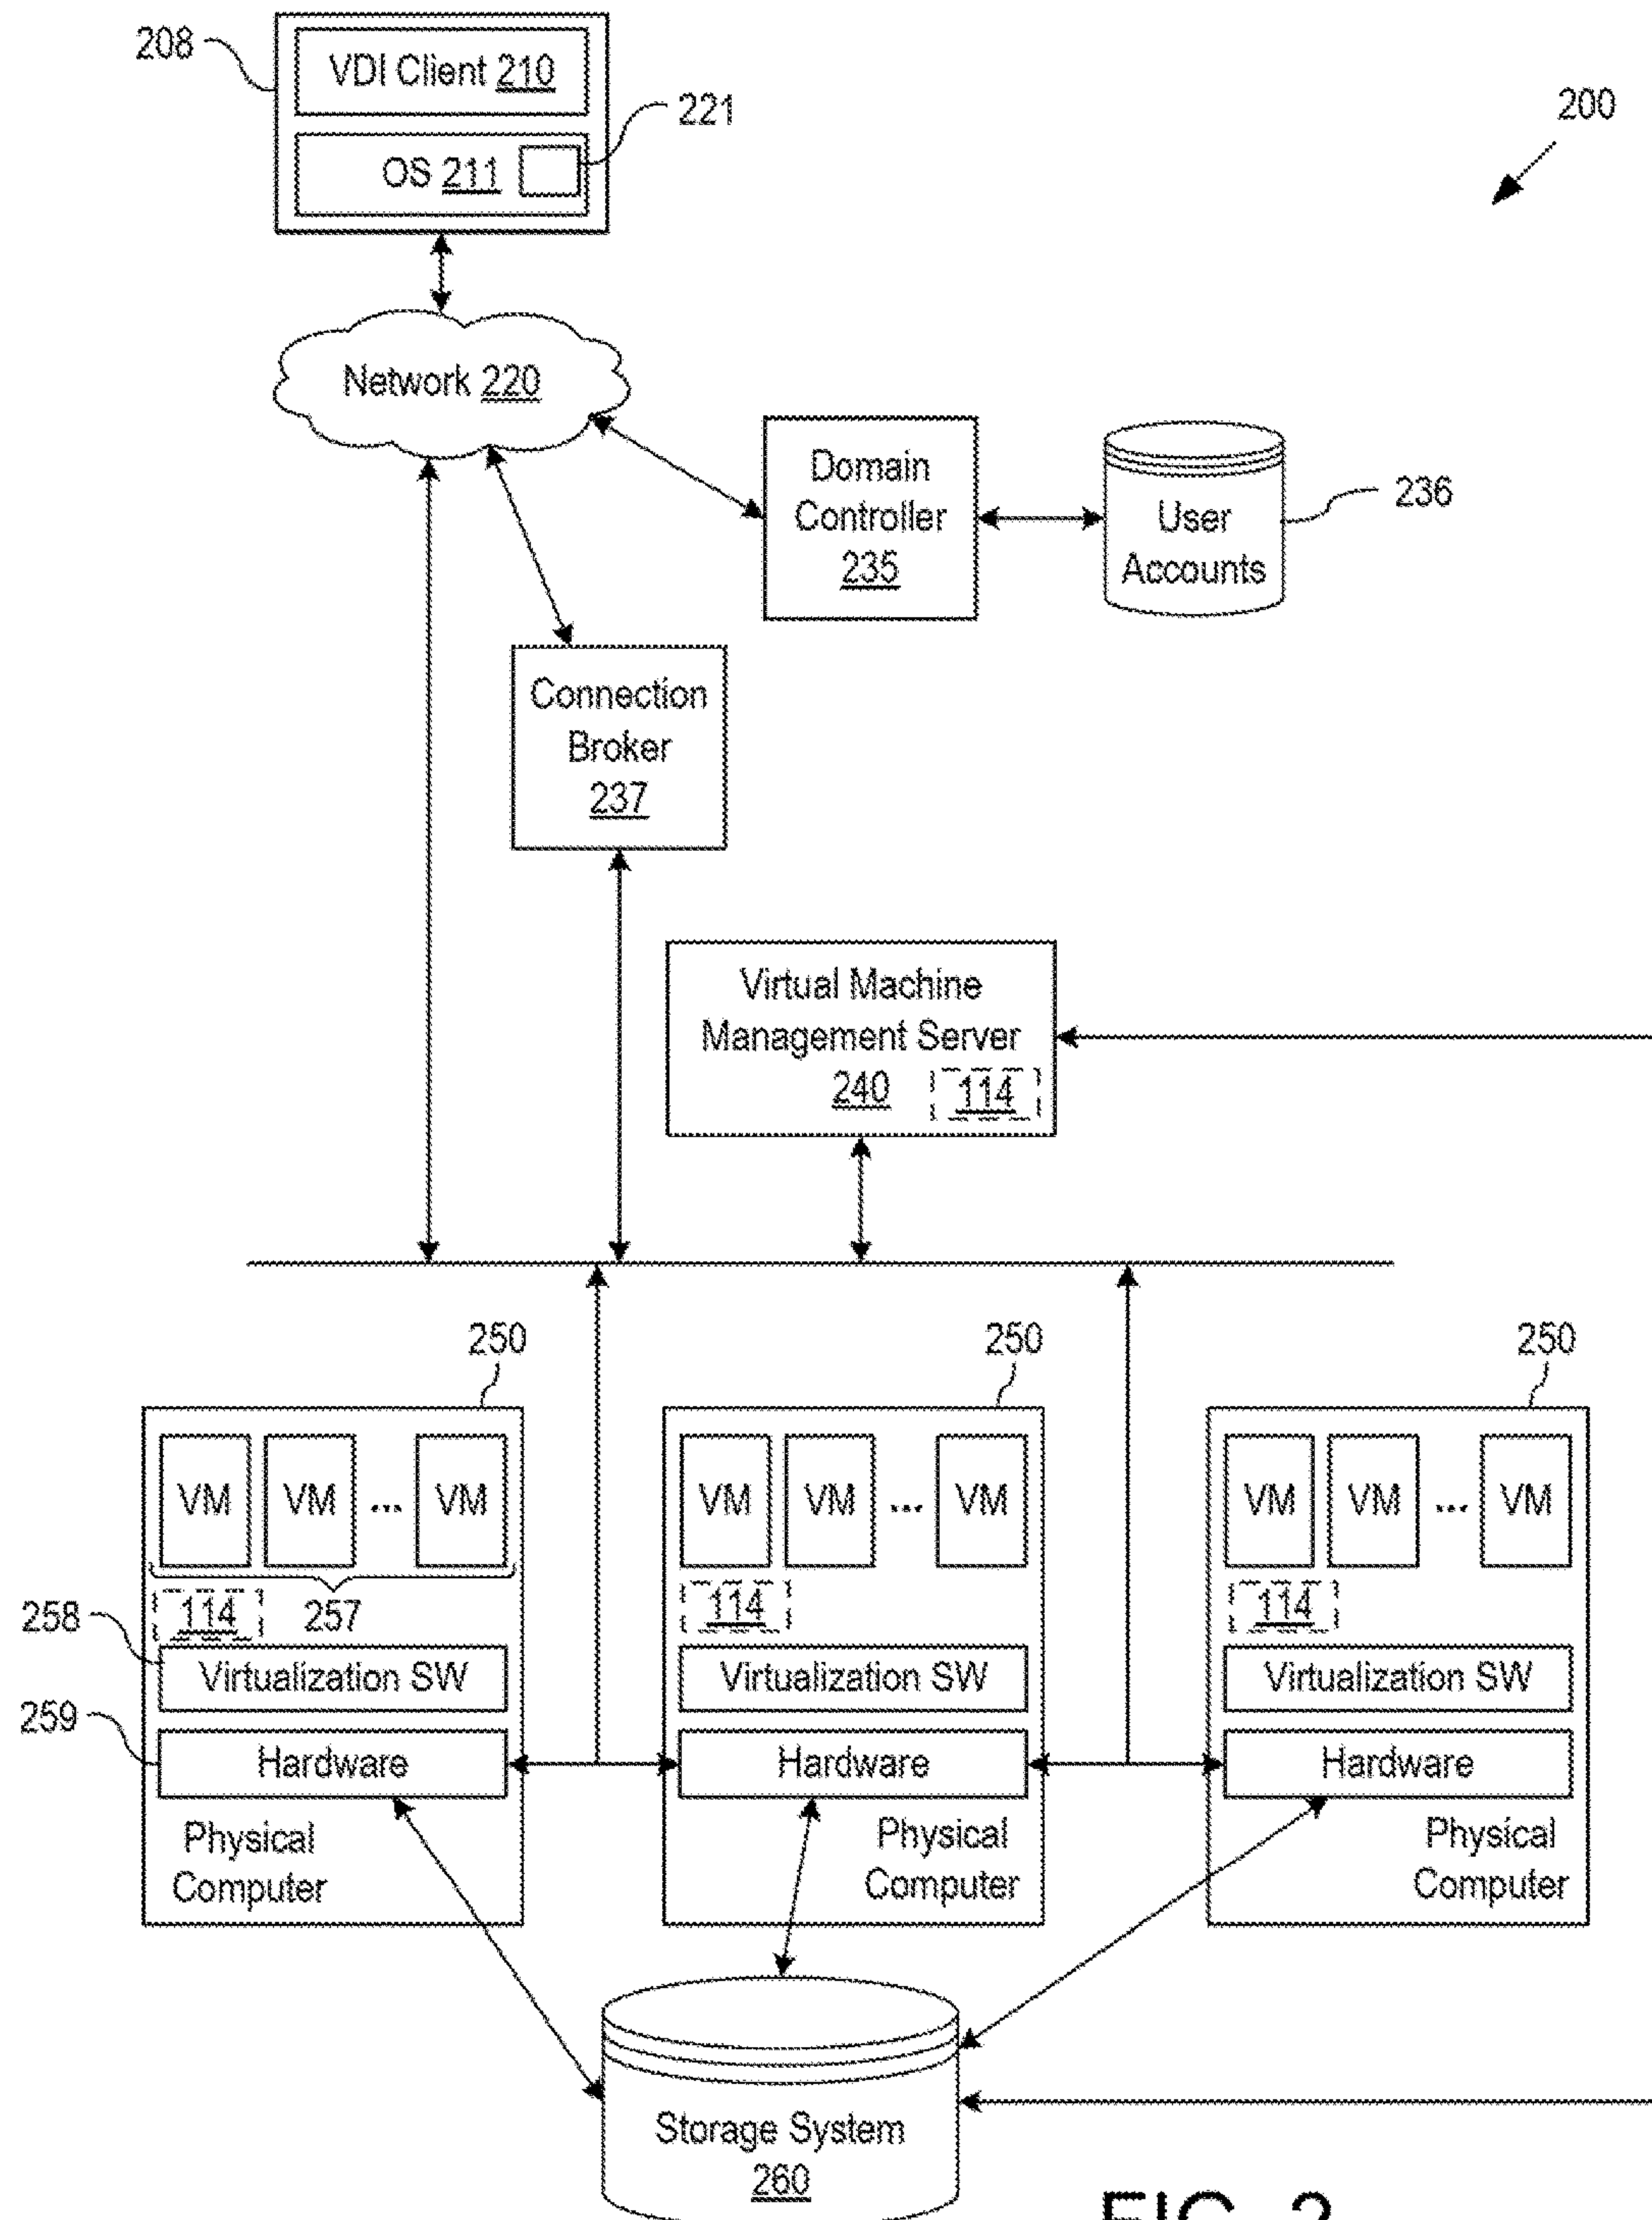 208
VDI Client 210
221
OS 211
200
Network 220
Domain
Controller
235
User
Accounts
236
Connection
Broker
237
Virtual Machine
Management Server
240
114
250
250
250
VM VM ... VM
VM VM ... VM
VM VM ... VM
114
257
114
114
258
Virtualization SW
Virtualization SW
Virtualization SW
259
Hardware
Hardware
Hardware
Physical
Computer
Physical
Computer
Physical
Computer
Storage System
260
FIG. 2